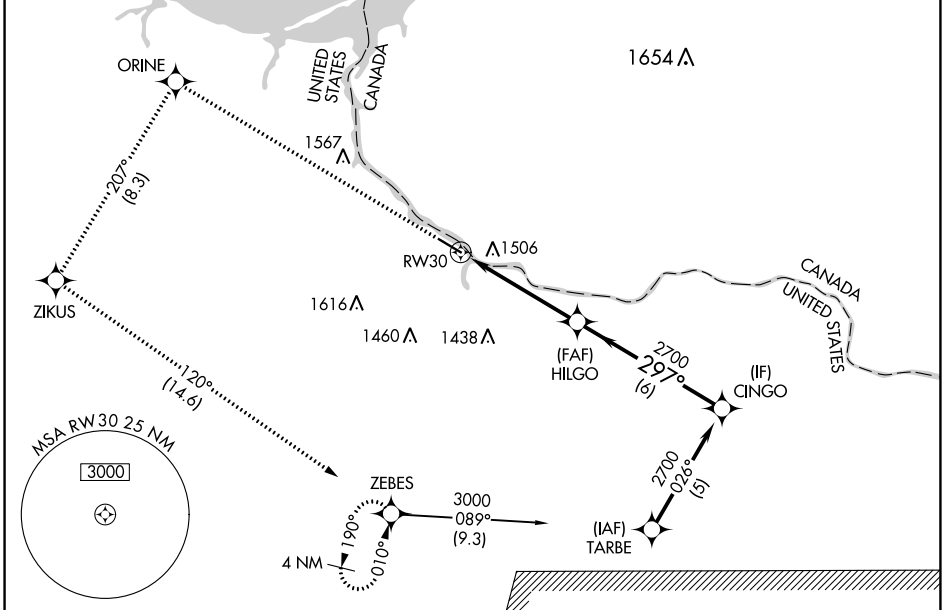 ORINE
UNITED
STATES
CANADA
1654
1567
207°
(8.3)
RW30
1506
ZIKUS
1616
1460
1438
(FAF)
HILGO
2700
297°
(6)
(IF)
CINGO
CANADA
UNITED STATES
120°
(14.6)
MSA RW30 25 NM
3000
ZEBES
190°
010°
4 NM
3000
089°
(9.3)
2700
026°
(5)
(IAF)
TARBE